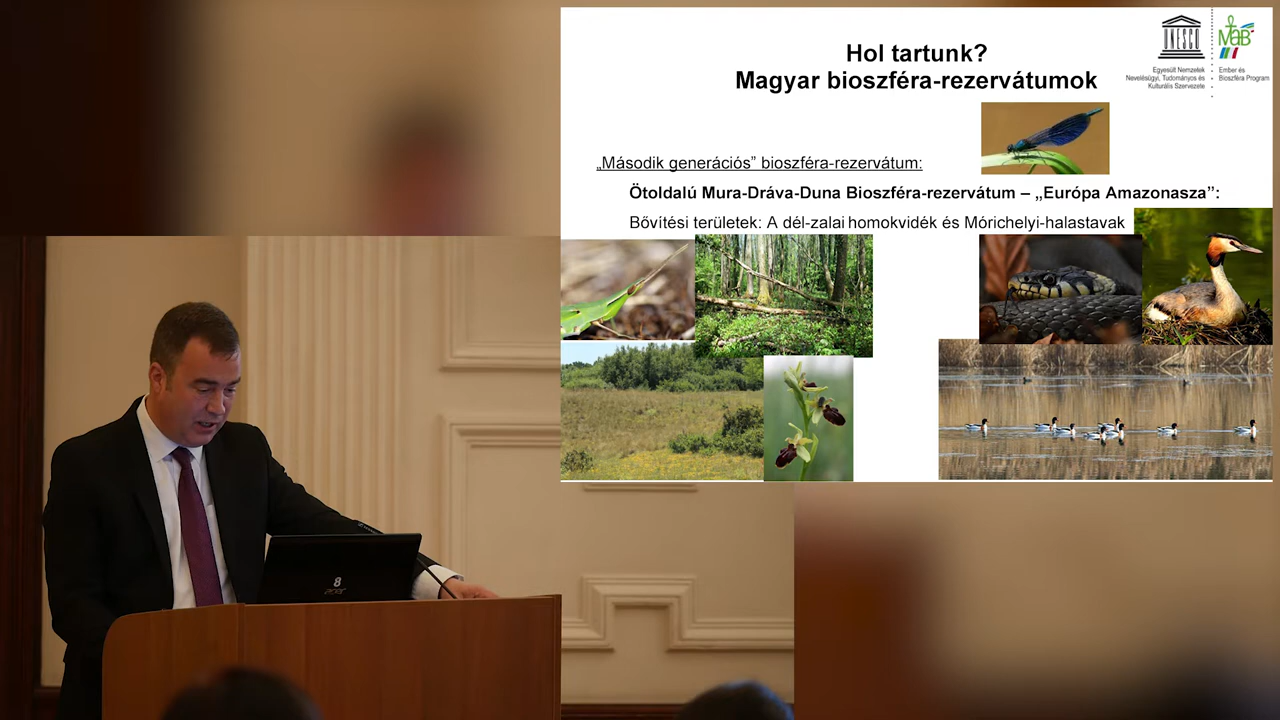 Hol tartunk?
Magyar bioszféra-rezervátumok
UNESCO
MaB
Egyesült Nemzetek
Nevelésügyi, Tudományos és
Kulturális Szervezete
Ember és
Bioszféra Program
„Második generációs” bioszféra-rezervátum:
Ötoldalú Mura-Dráva-Duna Bioszféra-rezervátum – „Európa Amazonasza”:
Bővítési területek: A dél-zalai homokvidék és Mórichelyi-halastavak
8
acer